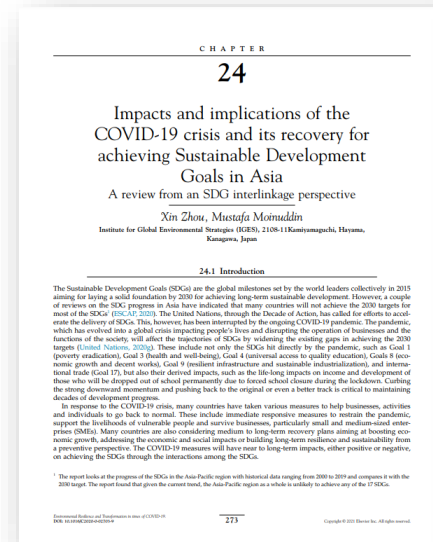 CHAPTER
24
Impacts and implications of the
COVID-19 crisis and its recovery for
achieving Sustainable Development
Goals in Asia
A review from an SDG interlinkage perspective
Xin Zhou, Mustafa Moinuddin
Institute for Global Environmental Strategies (IGES), 2108-11Kamiyamaguchi, Hayama,
Kanagawa, Japan
24.1 Introduction
The Sustainable Development Goals (SDGs) are the global milestones set by the world leaders collectively in 2015
aiming for laying a solid foundation by 2030 for achieving long-term sustainable development. However, a couple
of reviews on the SDG progress in Asia have indicated that many countries will not achieve the 2030 targets for
most of the SDGs¹ (ESCAP, 2020). The United Nations, through the Decade of Action, has called for efforts to accel-
erate the delivery of SDGs. This, however, has been interrupted by the ongoing COVID-19 pandemic. The pandemic,
which has evolved into a global crisis impacting people's lives and disrupting the operation of businesses and the
functions of the society, will affect the trajectories of SDGs by widening the existing gaps in achieving the 2030
targets (United Nations, 2020g). These include not only the SDGs hit directly by the pandemic, such as Goal 1
(poverty eradication), Goal 3 (health and well-being), Goal 4 (universal access to quality education), Goals 8 (eco-
nomic growth and decent works), Goal 9 (resilient infrastructure and sustainable industrialization), and interna-
tional trade (Goal 17), but also their derived impacts, such as the life-long impacts on income and development of
those who will be dropped out of school permanently due to forced school closure during the lockdown. Curbing
the strong downward momentum and pushing back to the original or even a better track is critical to maintaining
decades of development progress.
In response to the COVID-19 crisis, many countries have taken various measures to help businesses, activities
and individuals to go back to normal. These include immediate responsive measures to restrain the pandemic,
support the livelihoods of vulnerable people and survive businesses, particularly small and medium-sized enter-
prises (SMEs). Many countries are also considering medium to long-term recovery plans aiming at boosting eco-
nomic growth, addressing the economic and social impacts or building long-term resilience and sustainability from
a preventive perspective. The COVID-19 measures will have near to long-term impacts, either positive or negative,
on achieving the SDGs through the interactions among the SDGs.
¹ The report looks at the progress of the SDGs in the Asia-Pacific region with historical data ranging from 2000 to 2019 and compares it with the
2030 target. The report found that given the current trend, the Asia-Pacific region as a whole is unlikely to achieve any of the 17 SDGs.
Environmental Resilience and Transformation in times of COVID-19
273
Copyright © 2021 Elsevier Inc. All rights reserved.